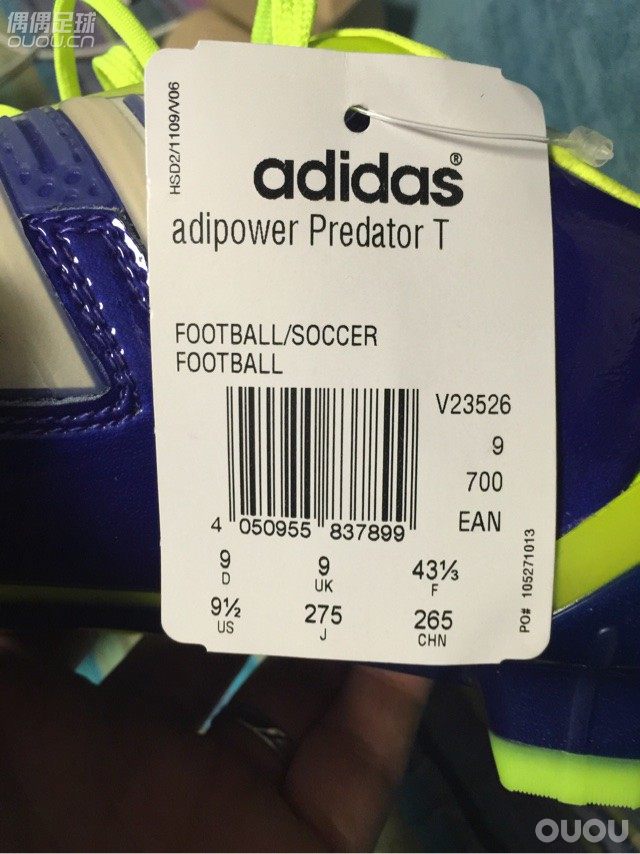 偶偶足球
ouou.cn
HSD2/1109/V06
adidas®
adipower Predator T
FOOTBALL/SOCCER
FOOTBALL
V23526
9
700
EAN
4 050955 837899
9 9 43⅓
D UK F
9½ 275 265
US J CHN
PO# 105271013
OUOU